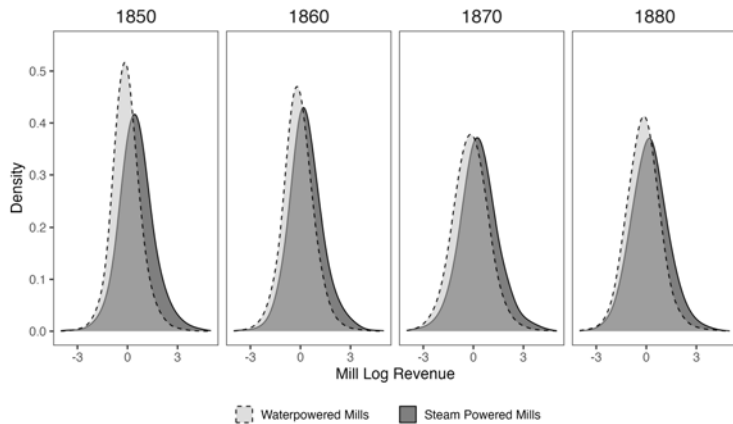 1850 1860 1870 1880
0.5
0.4
0.3
0.2
0.1
0.0
Density
-3 0 3 -3 0 3 -3 0 3 -3 0 3
Mill Log Revenue
Waterpowered Mills Steam Powered Mills